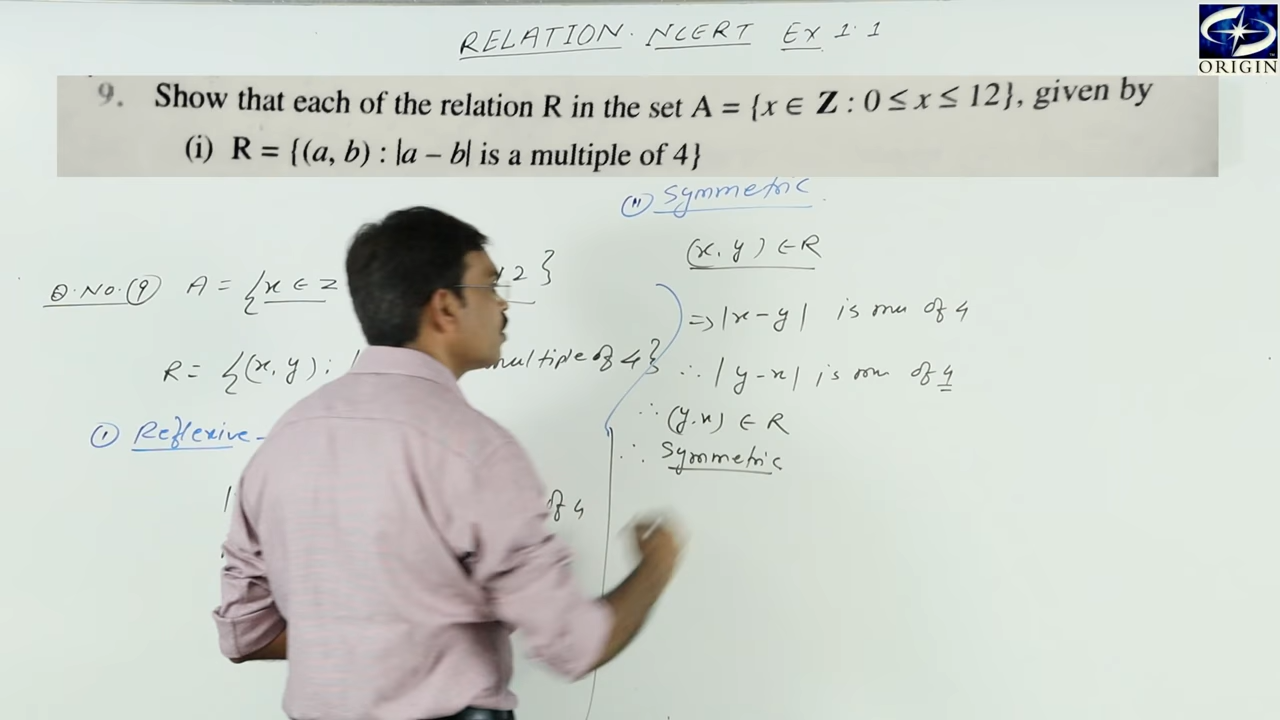 RELATION. NCERT Ex 1.1
ORIGIN
9. Show that each of the relation R in the set A = {x ∈ Z : 0 ≤ x ≤ 12}, given by
(i) R = {(a, b) : |a – b| is a multiple of 4}
Q.No.(9) A = {x ∈ Z 12}
R = {(x, y); | multiple of 4}
(I) Reflexive -
of 4
(II) Symmetric
(x, y) ∈ R
⇒ |x-y| is mu of 4
∴ |y-x| is mu of 4
∴ (y.x) ∈ R
∴ Symmetric